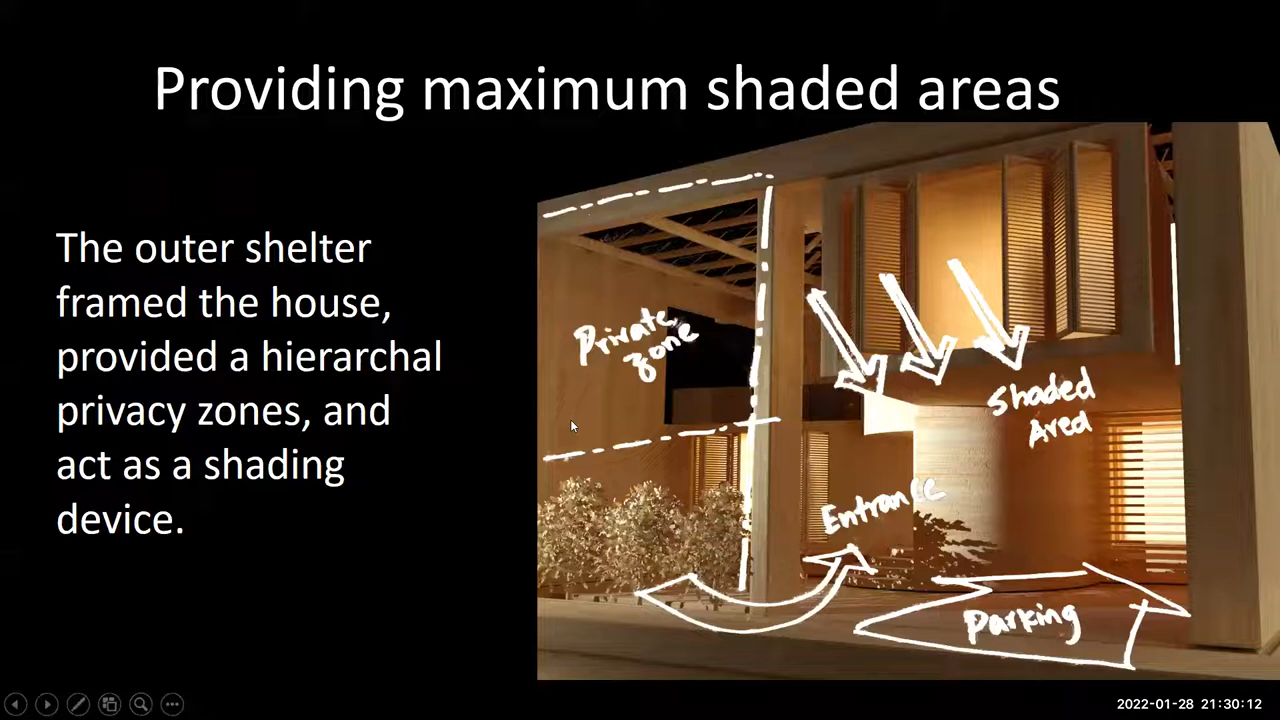 Providing maximum shaded areas
The outer shelter
framed the house,
provided a hierarchal
privacy zones, and
act as a shading
device.
Private
zone
Shaded
Area
Entrance
Parking
2022-01-28 21:30:12